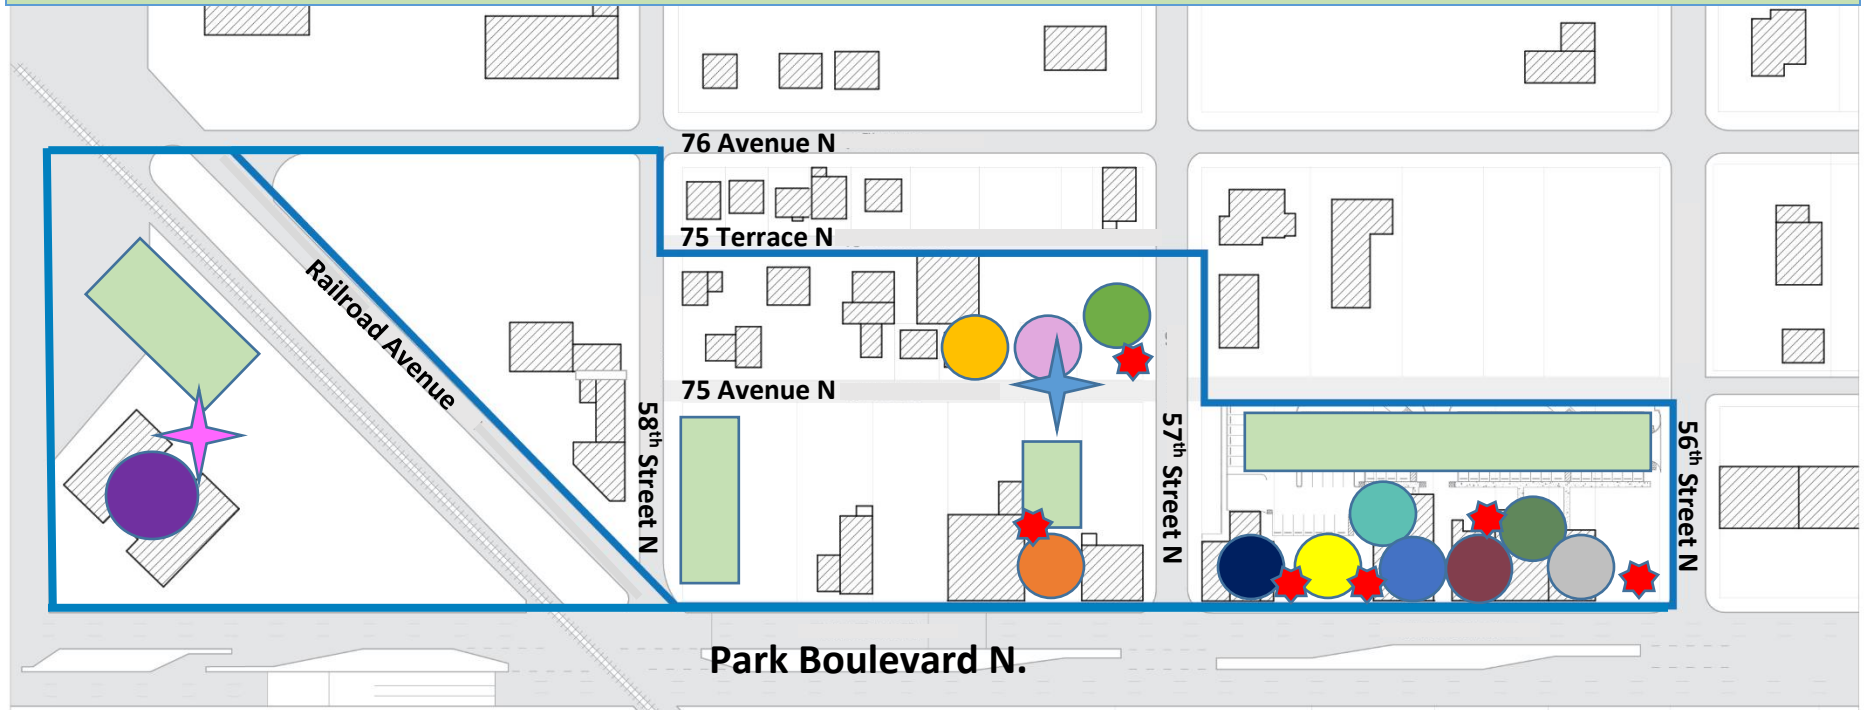 76 Avenue N
75 Terrace N
Railroad Avenue
75 Avenue N
58th Street N
57th Street N
56th Street N
Park Boulevard N.